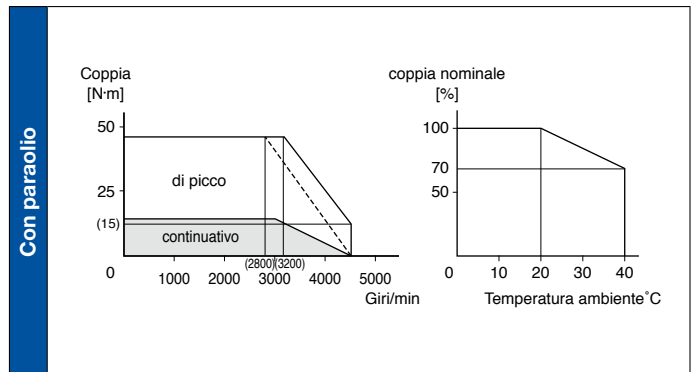 Con paraolio
Coppia
[N·m]
50
25
(15)
0
di picco
continuativo
(2800)
(3200)
1000
2000
3000
4000
5000
Giri/min
coppia nominale
[%]
100
70
50
0
10
20
30
40
Temperatura ambiente˚C